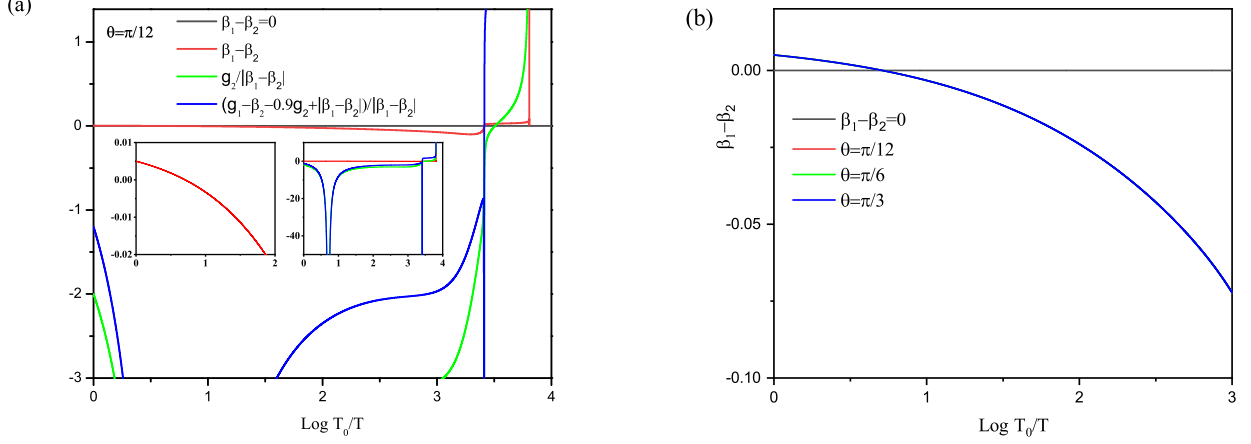 (a)
θ=π/12
β₁−β₂=0
β₁−β₂
g₂/|β₁−β₂|
(g₁−β₂−0.9g₂+|β₁−β₂|)/|β₁−β₂|
1
0
-1
-2
-3
0 1 2 3 4
Log T₀/T
0.01
0.00
-0.01
-0.02
0 1 2
0
-20
-40
0 1 2 3 4
(b)
β₁−β₂
0.00
-0.05
-0.10
β₁−β₂=0
θ=π/12
θ=π/6
θ=π/3
0 1 2 3
Log T₀/T